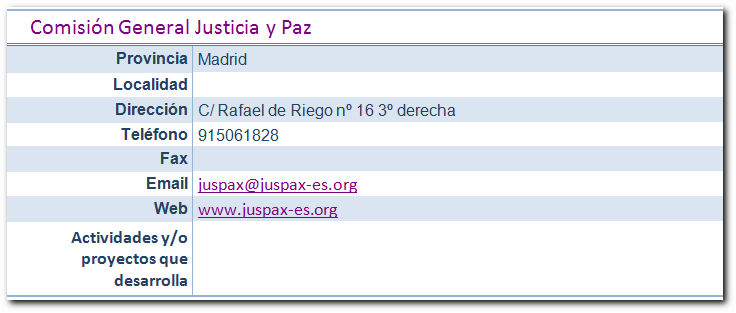 Comisión General Justicia y Paz
Provincia Madrid
Localidad
Dirección C/ Rafael de Riego nº 16 3º derecha
Teléfono 915061828
Fax
Email juspax@juspax-es.org
Web www.juspax-es.org
Actividades y/o
proyectos que
desarrolla